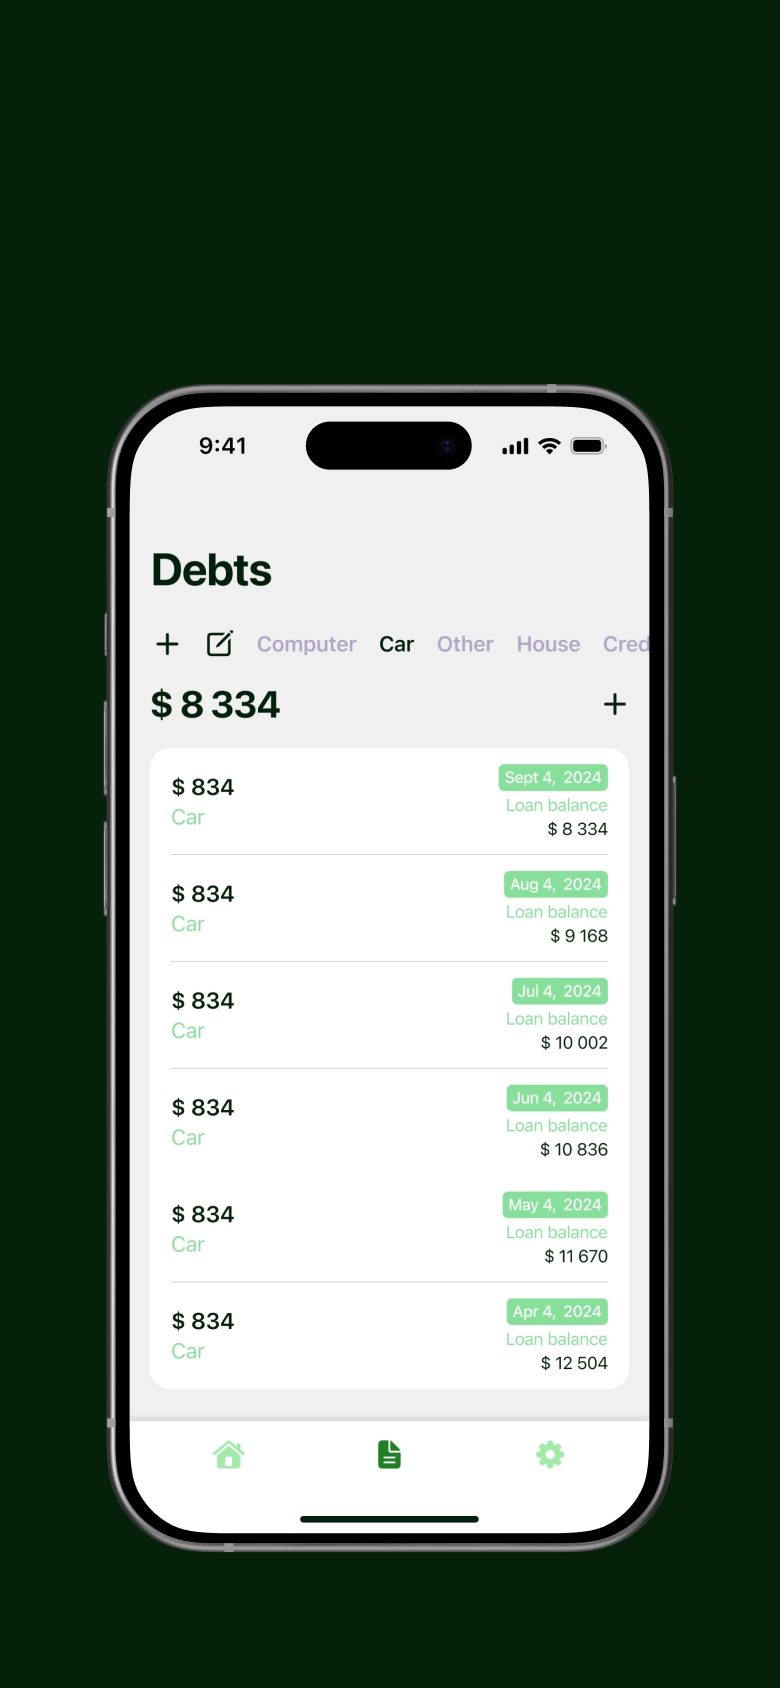 9:41
Debts
Computer Car Other House Cred
$ 8 334
$ 834
Car
Sept 4, 2024
Loan balance
$ 8 334
$ 834
Car
Aug 4, 2024
Loan balance
$ 9 168
$ 834
Car
Jul 4, 2024
Loan balance
$ 10 002
$ 834
Car
Jun 4, 2024
Loan balance
$ 10 836
$ 834
Car
May 4, 2024
Loan balance
$ 11 670
$ 834
Car
Apr 4, 2024
Loan balance
$ 12 504